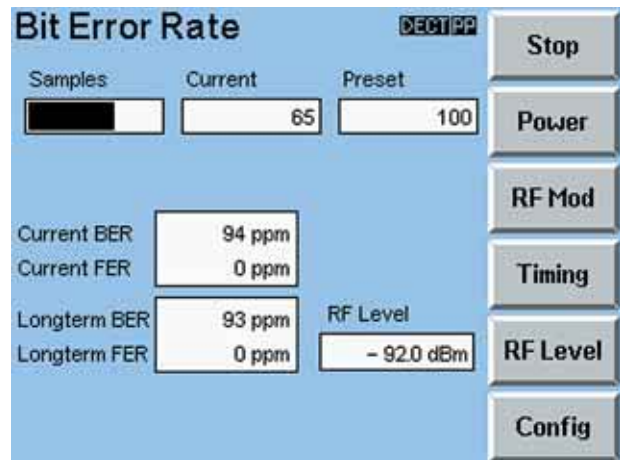 Bit Error Rate
DECT PP
Stop
Samples Current Preset
65 100
Power
RF Mod
Current BER 94 ppm
Current FER 0 ppm
Timing
Longterm BER 93 ppm
RF Level
Longterm FER 0 ppm
– 92.0 dBm
RF Level
Config